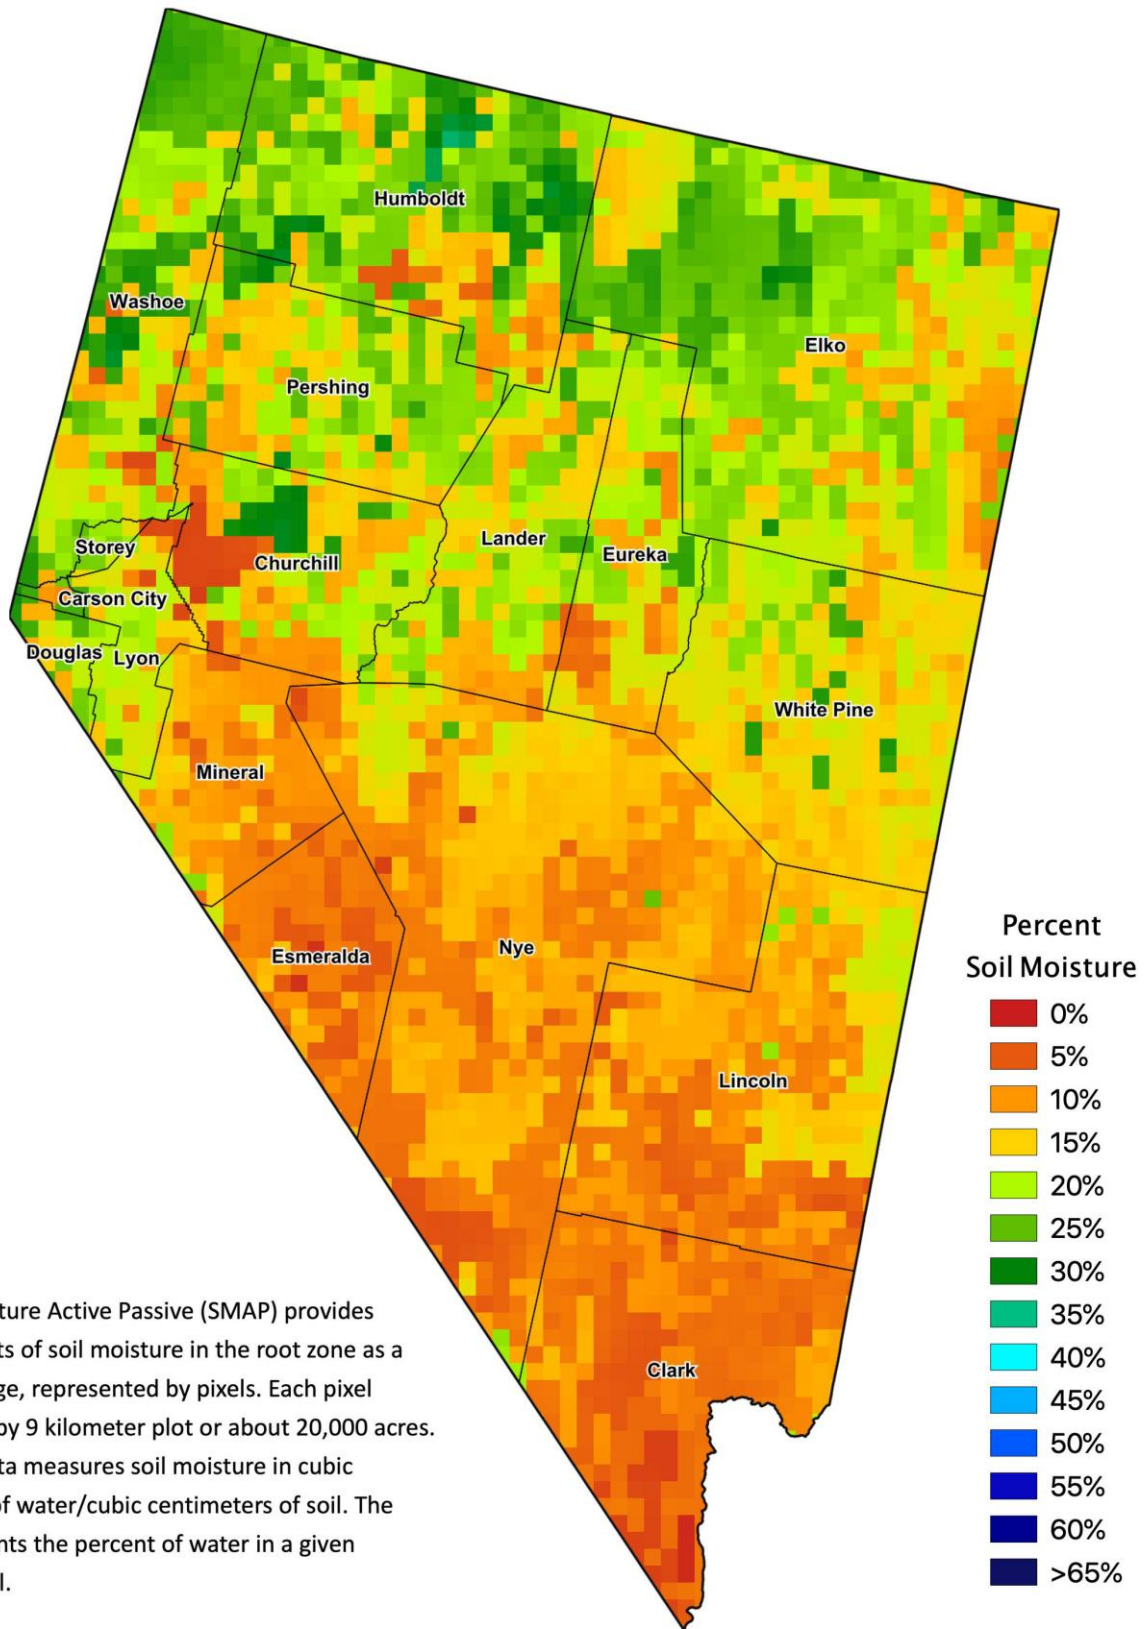 Humboldt
Washoe
Elko
Pershing
Lander
Storey
Eureka
Churchill
Carson City
Douglas
Lyon
White Pine
Mineral
Nye
Esmeralda
Lincoln
Clark
Percent
Soil Moisture
0%
5%
10%
15%
20%
25%
30%
35%
40%
45%
50%
55%
60%
>65%
ture Active Passive (SMAP) provides
ts of soil moisture in the root zone as a
ge, represented by pixels. Each pixel
by 9 kilometer plot or about 20,000 acres.
ta measures soil moisture in cubic
of water/cubic centimeters of soil. The
nts the percent of water in a given
l.